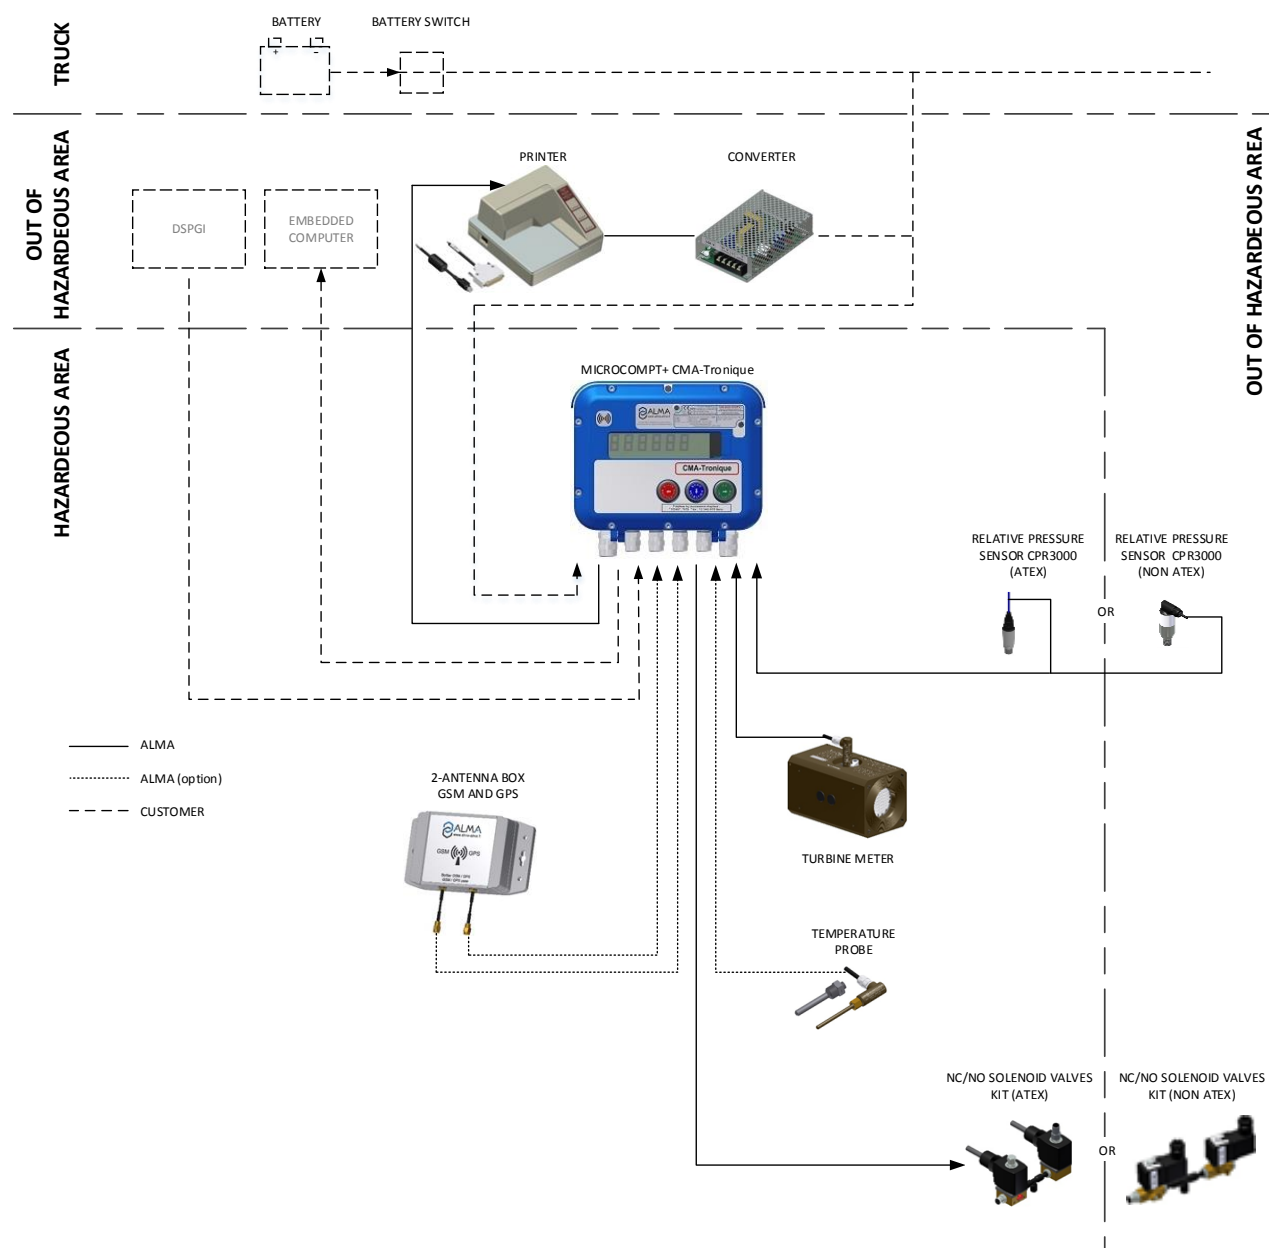 TRUCK
BATTERY
BATTERY SWITCH
+ -
OUT OF
HAZARDEOUS AREA
DSPGI
EMBEDDED
COMPUTER
PRINTER
CONVERTER
OUT OF HAZARDEOUS AREA
HAZARDEOUS AREA
MICROCOMPT+ CMA-Tronique
ALMA
CMA-Tronique
RELATIVE PRESSURE
SENSOR CPR3000
(ATEX)
OR
RELATIVE PRESSURE
SENSOR CPR3000
(NON ATEX)
ALMA
ALMA (option)
CUSTOMER
2-ANTENNA BOX
GSM AND GPS
ALMA
GSM GPS
TURBINE METER
TEMPERATURE
PROBE
NC/NO SOLENOID VALVES
KIT (ATEX)
OR
NC/NO SOLENOID VALVES
KIT (NON ATEX)